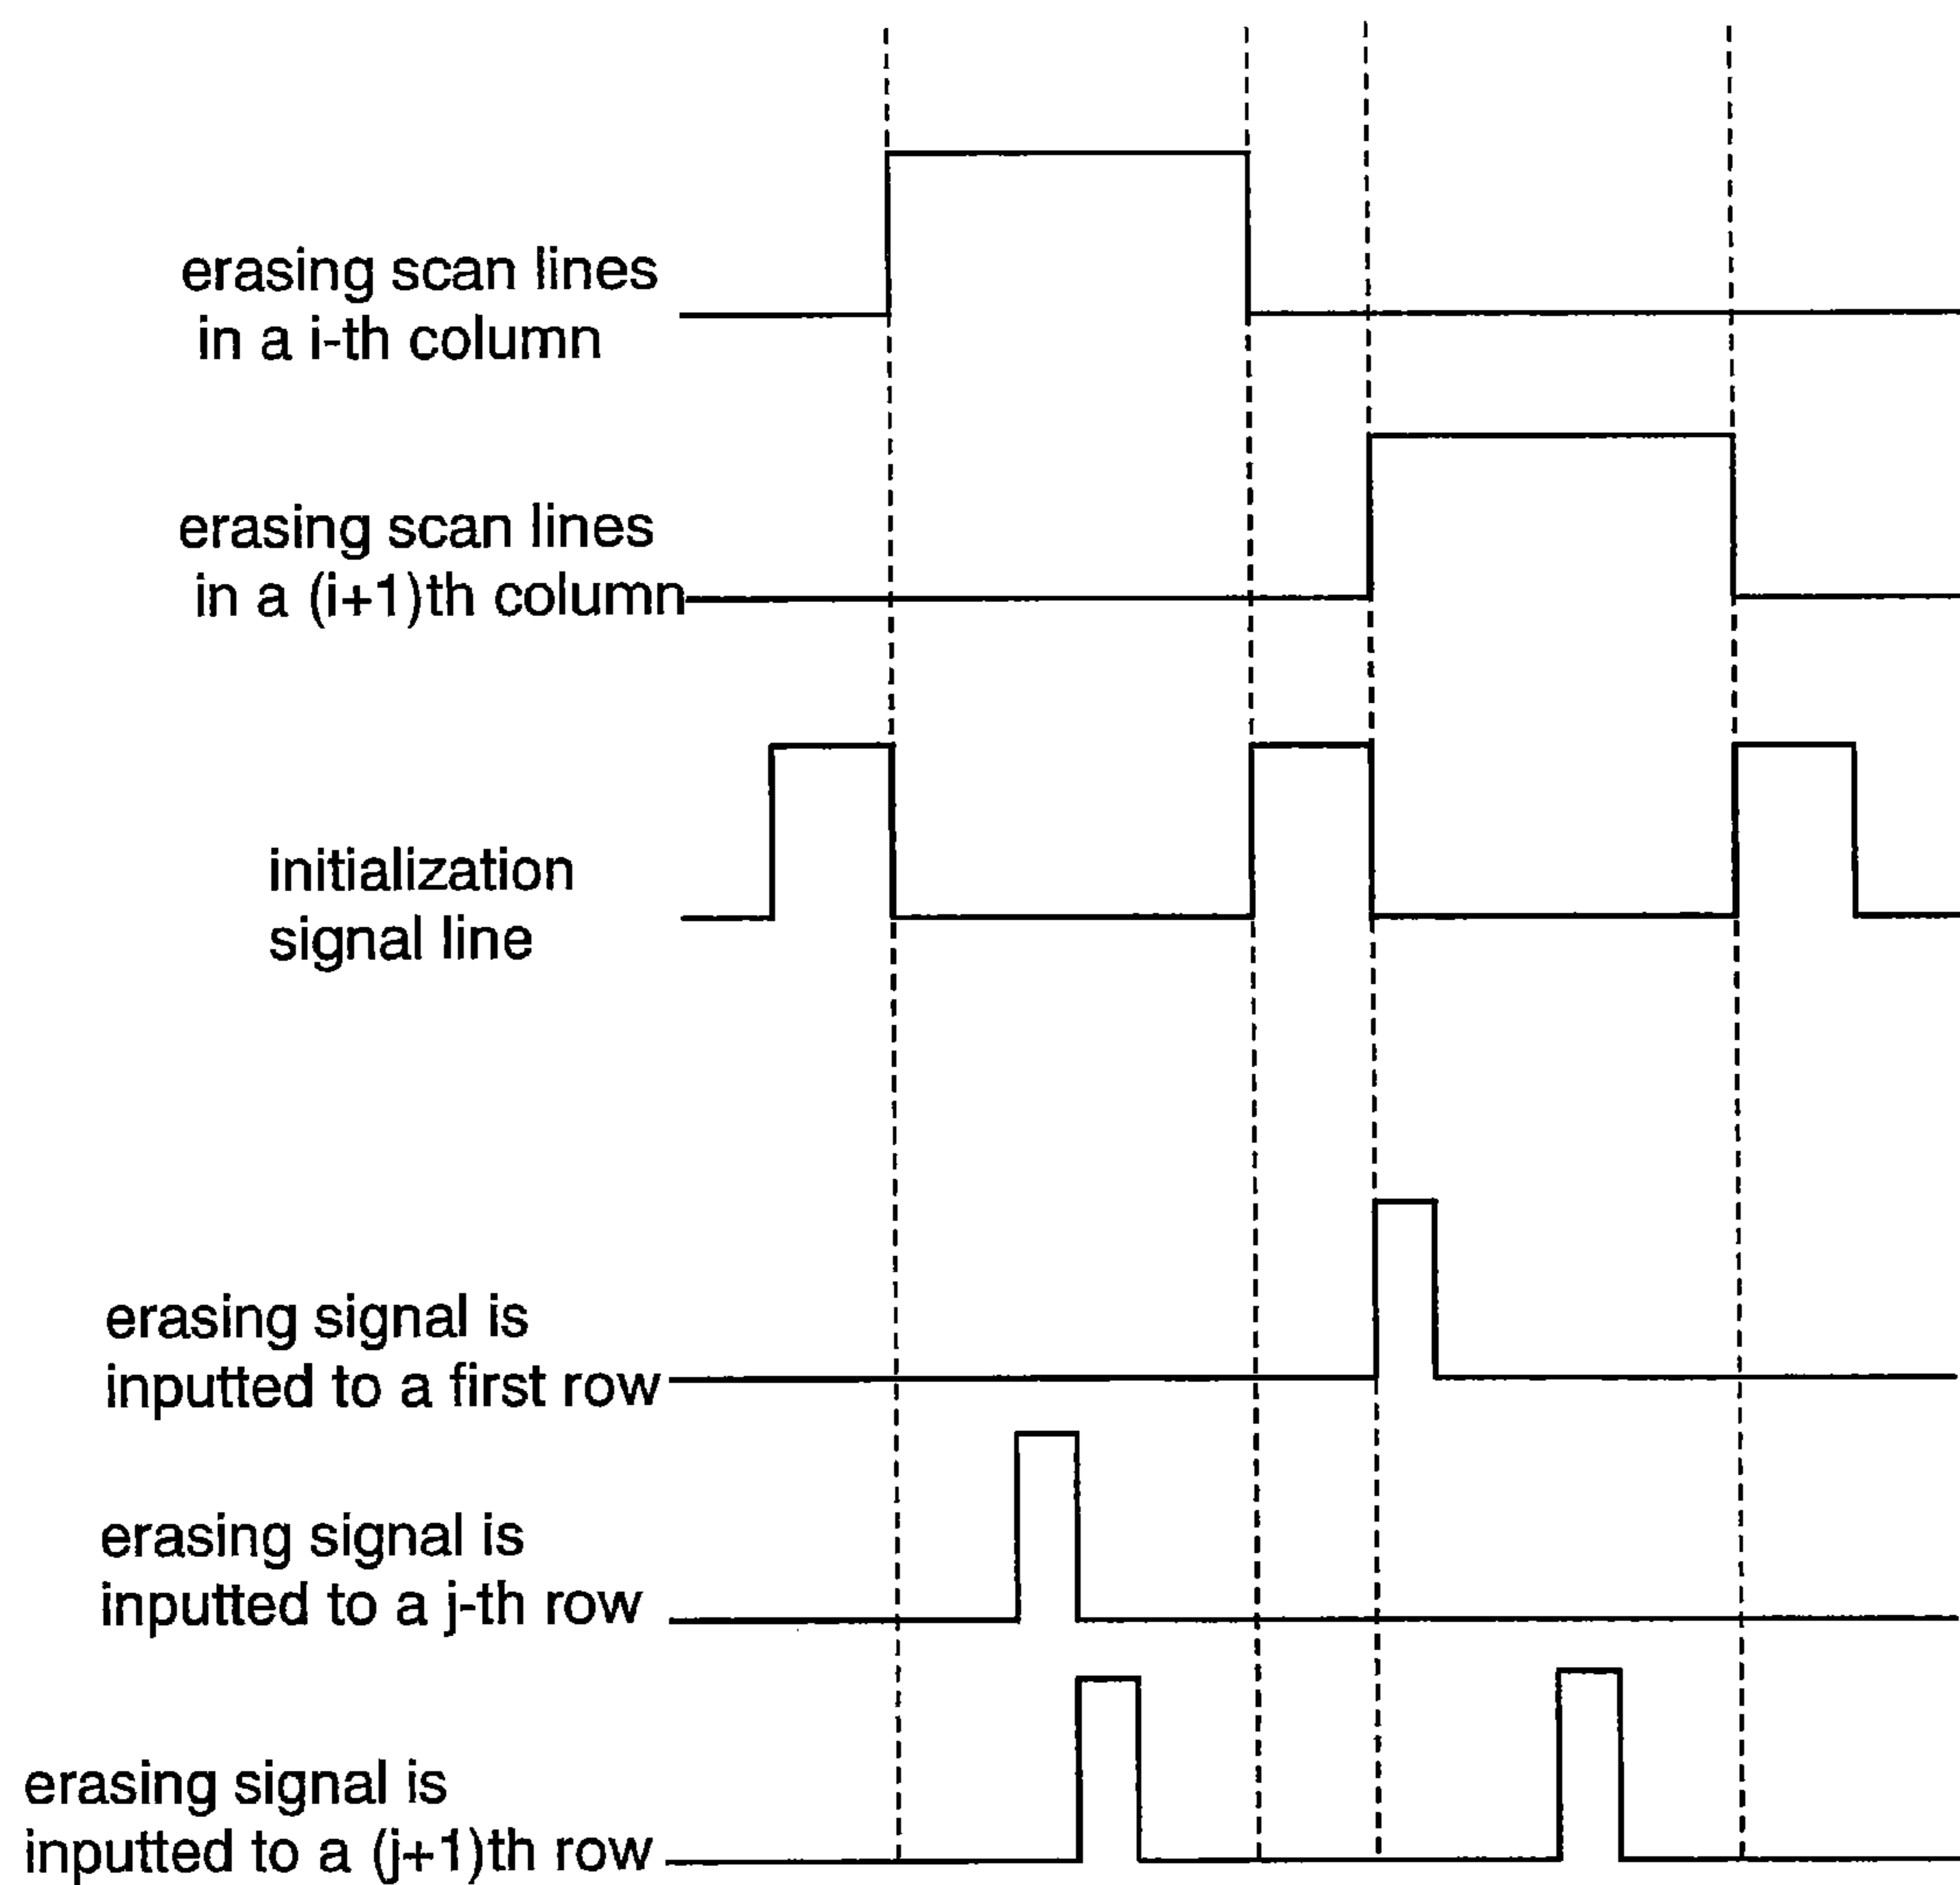 erasing scan lines
in a i-th column
erasing scan lines
in a (i+1)th column
initialization
signal line
erasing signal is
inputted to a first row
erasing signal is
inputted to a j-th row
erasing signal is
inputted to a (j+1)th row